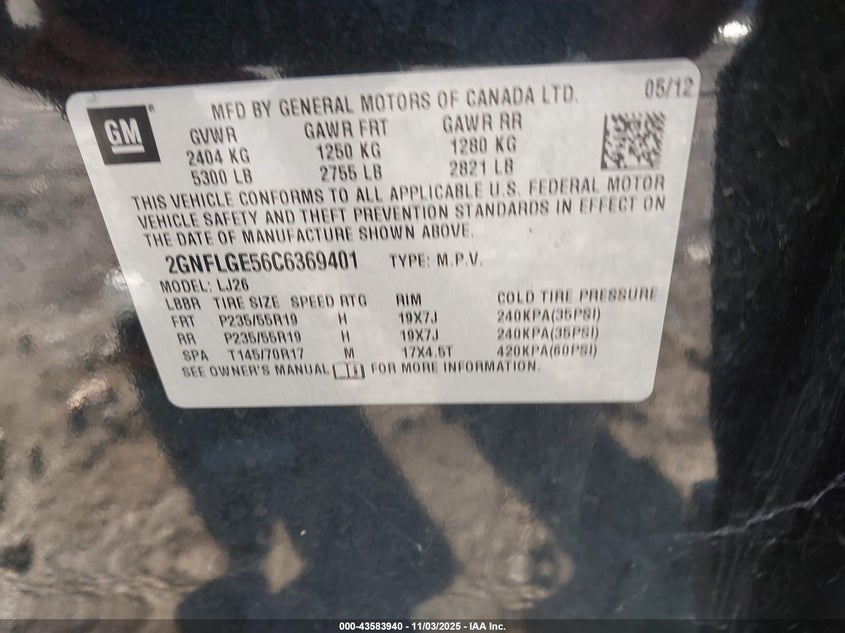 GM
MFD BY GENERAL MOTORS OF CANADA LTD. 05/12
GVWR GAWR FRT GAWR RR
2404 KG 1250 KG 1280 KG
5300 LB 2755 LB 2821 LB
THIS VEHICLE CONFORMS TO ALL APPLICABLE U.S. FEDERAL MOTOR
VEHICLE SAFETY AND THEFT PREVENTION STANDARDS IN EFFECT ON
THE DATE OF MANUFACTURE SHOWN ABOVE.
2GNFLGE56C6369401 TYPE: M.P.V.
MODEL: LJ26
LBBR TIRE SIZE SPEED RTG RIM COLD TIRE PRESSURE
FRT P235/55R19 H 19X7J 240KPA(35PSI)
RR P235/55R19 H 19X7J 240KPA(35PSI)
SPA T145/70R17 M 17X4.5T 420KPA(60PSI)
SEE OWNER'S MANUAL FOR MORE INFORMATION.
000-43583940 - 11/03/2025 - IAA Inc.